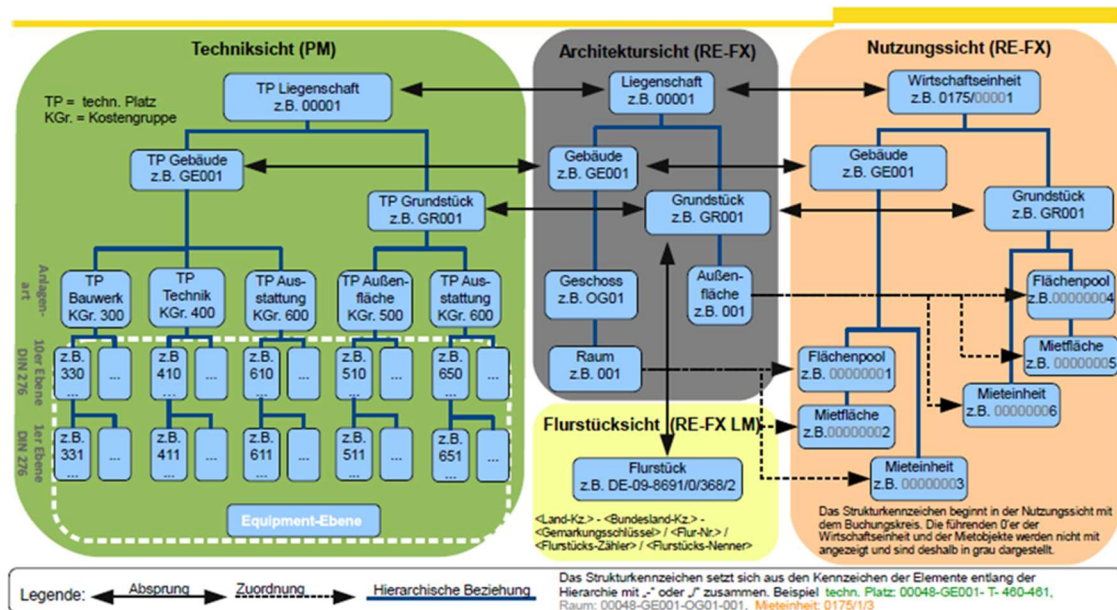 Techniksicht (PM)
TP = techn. Platz
KGr. = Kostengruppe
TP Liegenschaft
z.B. 00001
TP Gebäude
z.B. GE001
TP Grundstück
z.B. GR001
Anlagen-
art
TP
Bauwerk
KGr. 300
TP
Technik
KGr. 400
TP Aus-
stattung
KGr. 600
TP Außen-
fläche
KGr. 500
TP Aus-
stattung
KGr. 600
10er Ebene
DIN 276
z.B.
330
...
z.B
410
...
z.B.
610
...
z.B.
510
...
z.B.
650
...
1er Ebene
DIN 276
z.B.
331
...
...
z.B.
411
...
...
z.B.
611
...
...
z.B.
511
...
...
z.B.
651
...
...
Equipment-Ebene
Architektursicht (RE-FX)
Liegenschaft
z.B. 00001
Gebäude
z.B. GE001
Grundstück
z.B. GR001
Geschoss
z.B. OG01
Außen-
fläche
z.B. 001
Raum
z.B. 001
Flurstücksicht (RE-FX LM)
Flurstück
z.B. DE-09-8691/0/368/2
<Land-Kz.> - <Bundesland-Kz.> -
<Gemarkungsschlüssel> / <Flur-Nr.> /
<Flurstücks-Zähler> / <Flurstücks-Nenner>
Nutzungssicht (RE-FX)
Wirtschaftseinheit
z.B. 0175/00001
Gebäude
z.B. GE001
Grundstück
z.B. GR001
Flächenpool
z.B.00000004
Mietfläche
z.B.00000005
Flächenpool
z.B. 00000001
Mieteinheit
z.B. 00000006
Mietfläche
z.B.00000002
Mieteinheit
z.B. 00000003
Das Strukturkennzeichen beginnt in der Nutzungssicht mit
dem Buchungskreis. Die führenden 0'er der
Wirtschaftseinheit und der Mietobjekte werden nicht mit
angezeigt und sind deshalb in grau dargestellt.
Legende: Absprung Zuordnung Hierarchische Beziehung
Das Strukturkennzeichen setzt sich aus den Kennzeichen der Elemente entlang der
Hierarchie mit „-“ oder „/“ zusammen. Beispiel techn. Platz: 00048-GE001- T- 460-461,
Raum: 00048-GE001-OG01-001, Mieteinheit: 0175/1/3